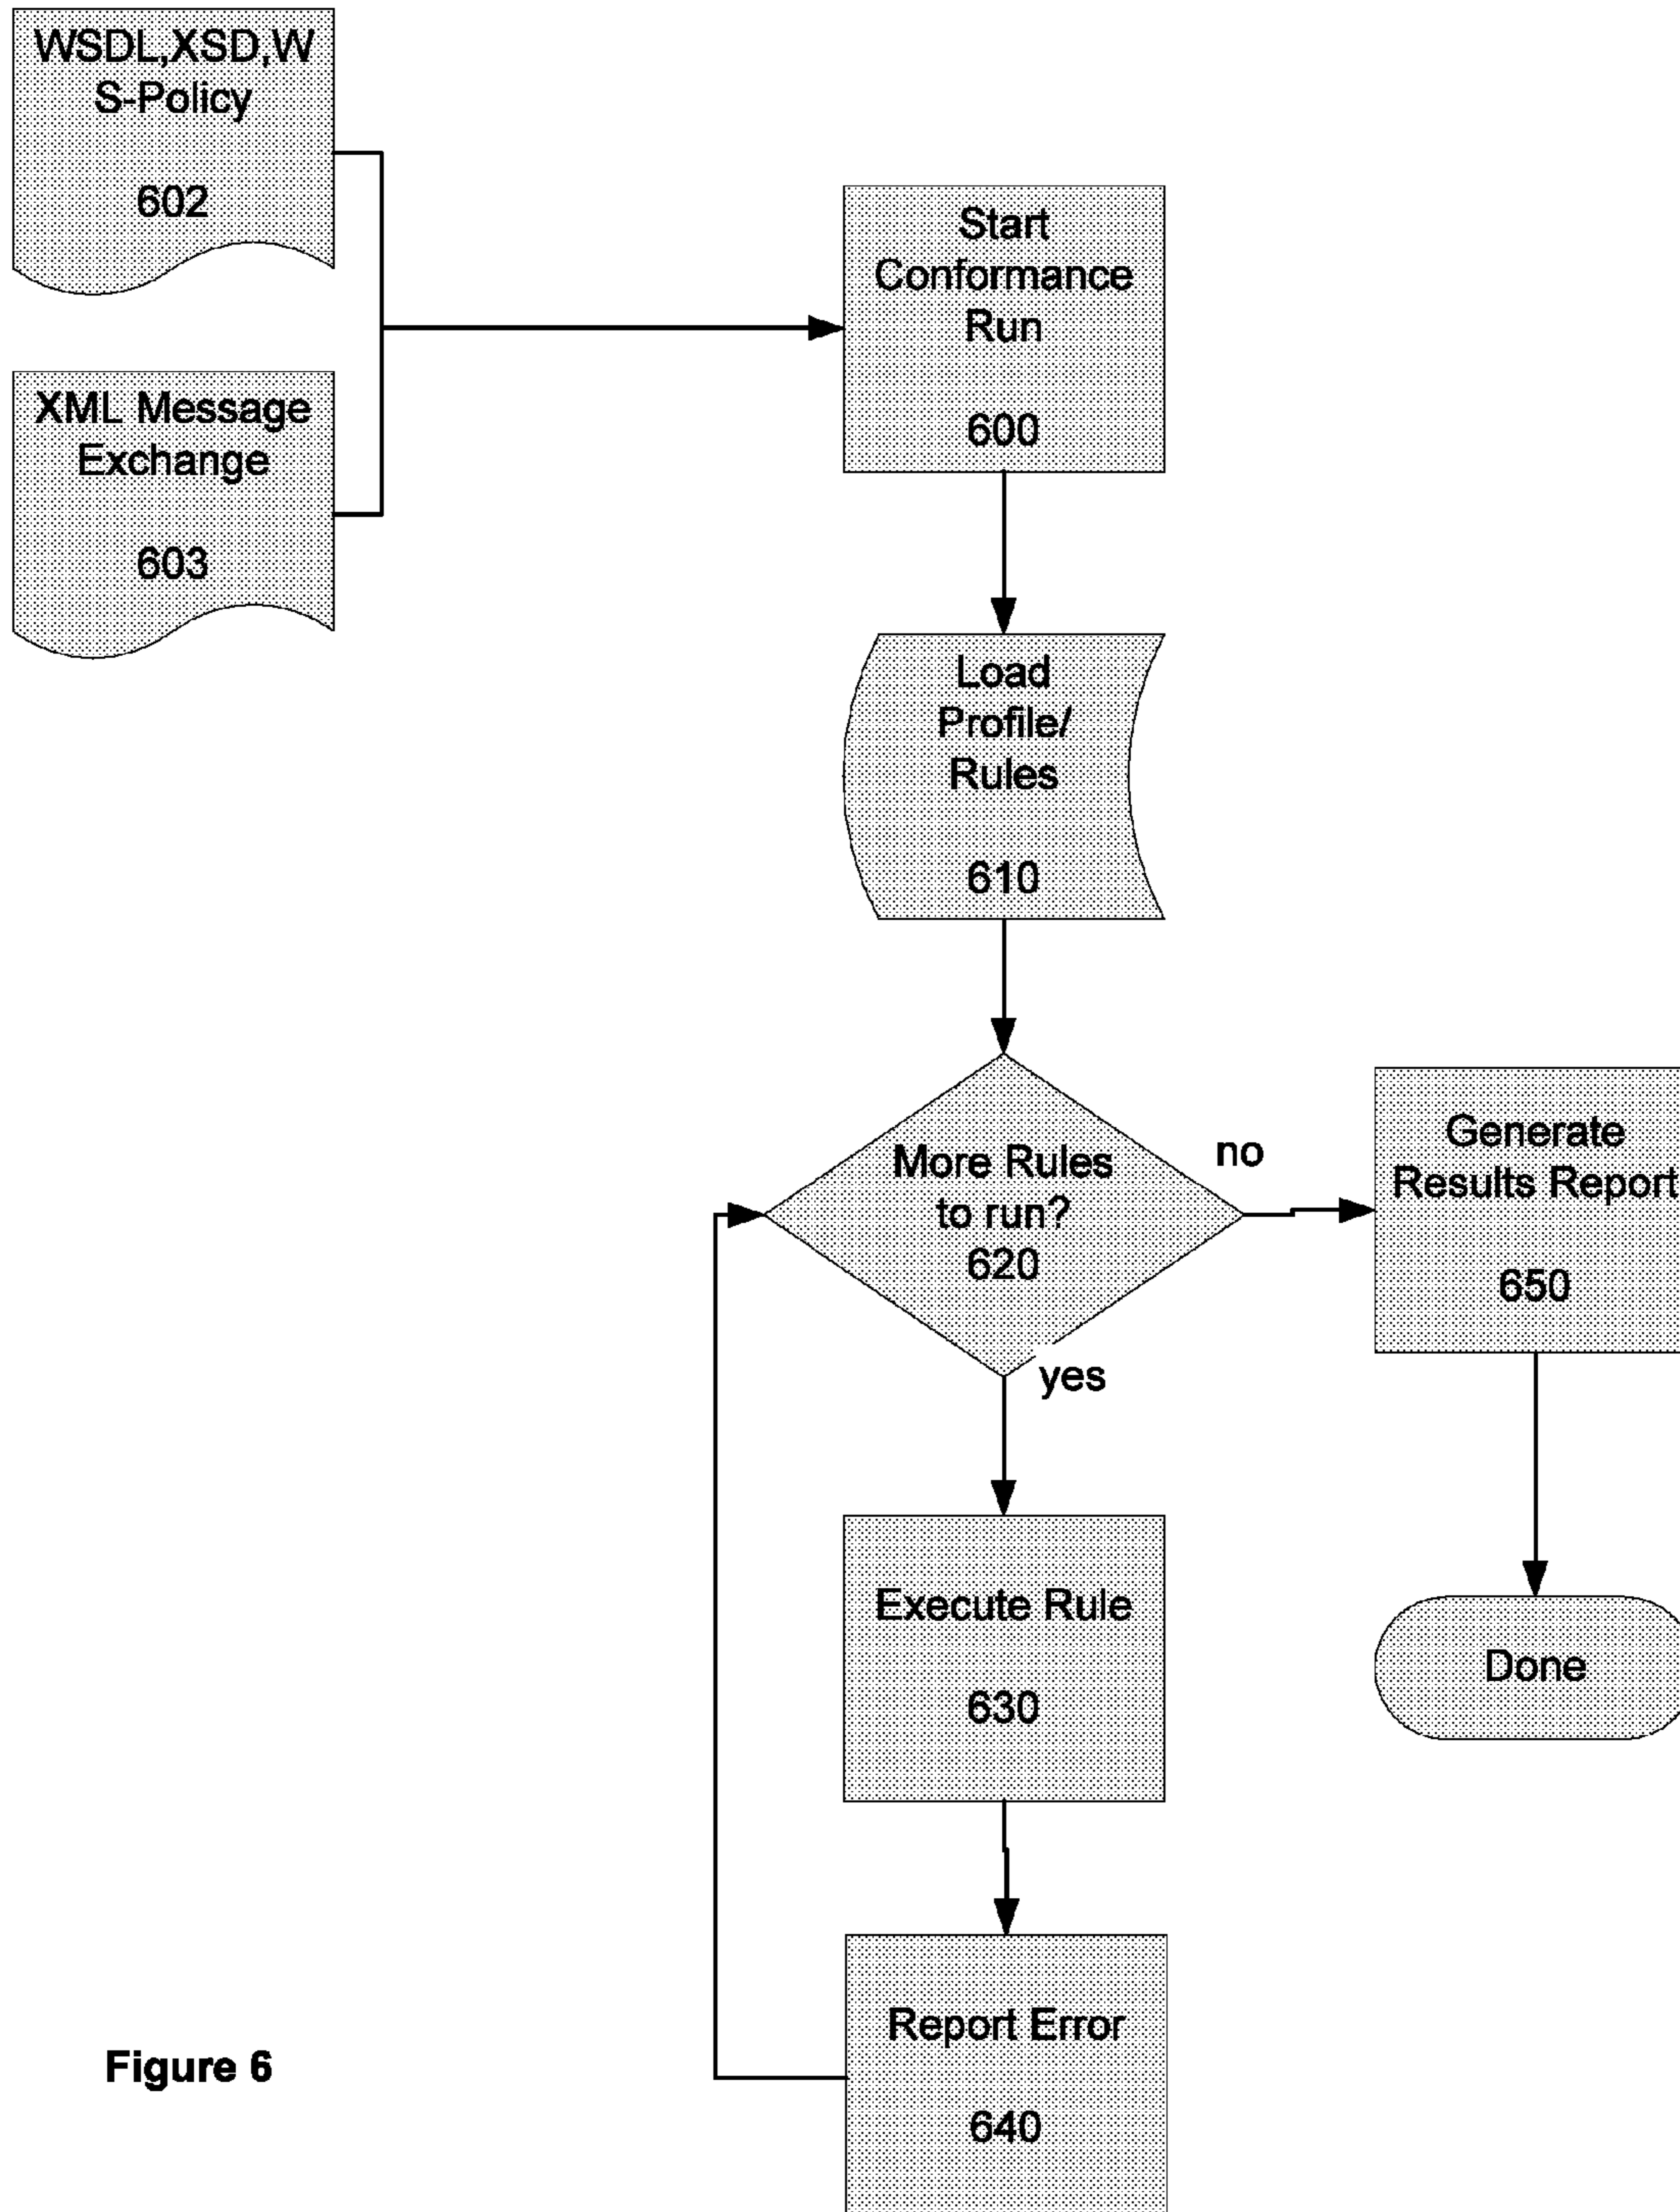 WSDL,XSD,W
S-Policy
602
XML Message
Exchange
603
Start
Conformance
Run
600
Load
Profile/
Rules
610
More Rules
to run?
620
no
yes
Generate
Results Report
650
Execute Rule
630
Done
Report Error
640
Figure 6